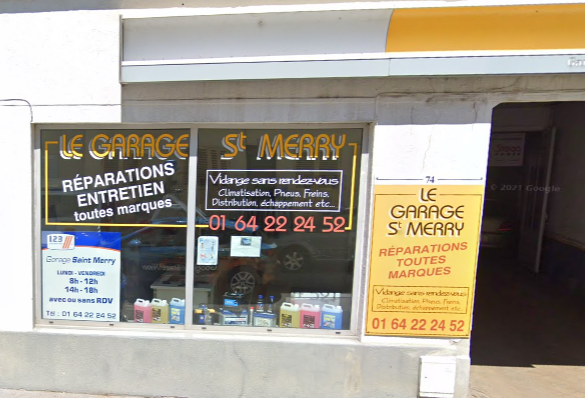 LE GARAGE St MERRY
RÉPARATIONS
ENTRETIEN
toutes marques
Vidange sans rendez-vous
Climatisation, Pneus, Freins,
Distribution, échappement etc...
01 64 22 24 52
123
Garage Saint Merry
LUNDI - VENDREDI
8h - 12h
14h - 18h
avec ou sans RDV
Tél : 01 64 22 24 52
74
LE
GARAGE
St MERRY
RÉPARATIONS
TOUTES
MARQUES
Vidange sans rendez-vous
Climatisation, Pneus, Freins,
Distribution, échappement etc...
01 64 22 24 52
© 2021 Google